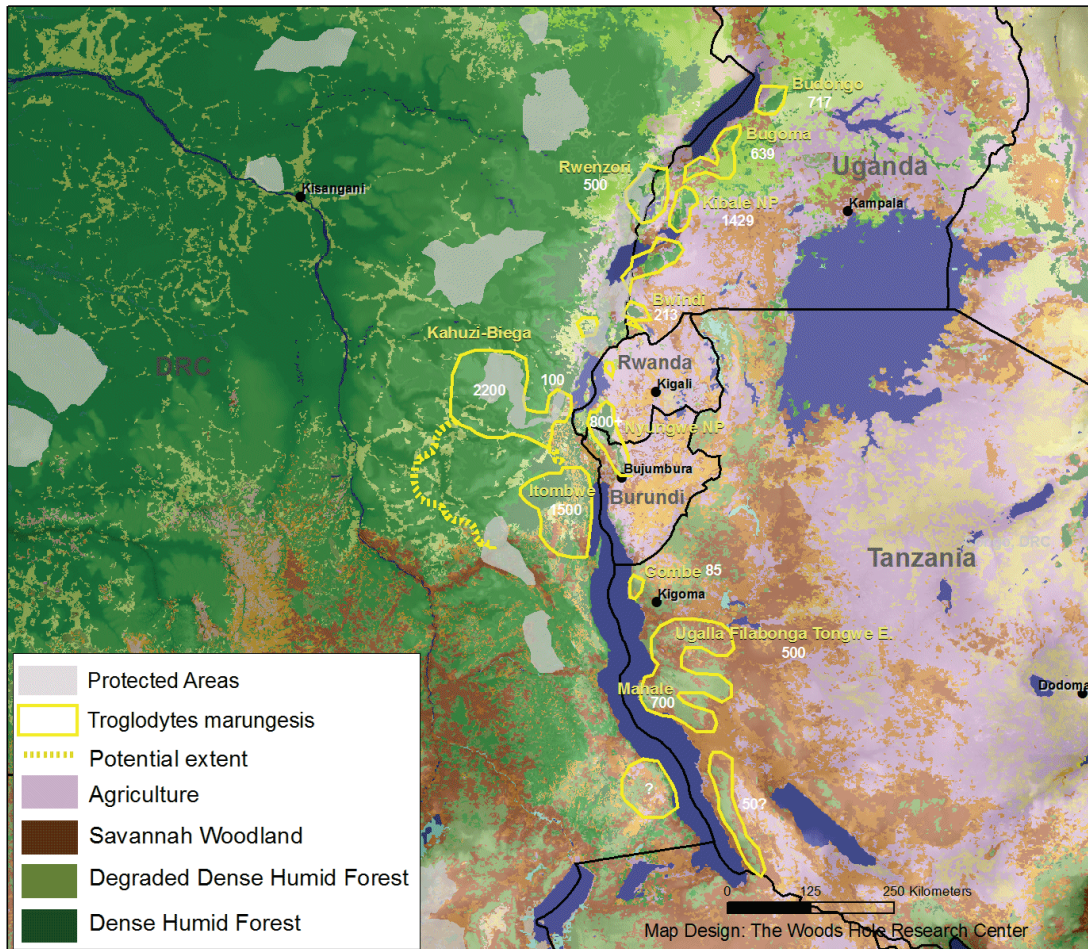 Budongo
717
Bugoma
639
Uganda
Rwenzori
500
Kisangani
Kibale NP
1429
Kampala
Bwindi
213
Kahuzi-Biega
DRC
Rwanda
100
2200
Kigali
800+
Nyungwe NP
Bujumbura
Itombwe
1500
Burundi
DRC
Tanzania
Gombe
85
Kigoma
Ugalla Filabonga Tongwe E.
500
Mahale
700
Dodoma
?
50?
Protected Areas
Troglodytes marungesis
Potential extent
Agriculture
Savannah Woodland
Degraded Dense Humid Forest
Dense Humid Forest
0 125 250 Kilometers
Map Design: The Woods Hole Research Center